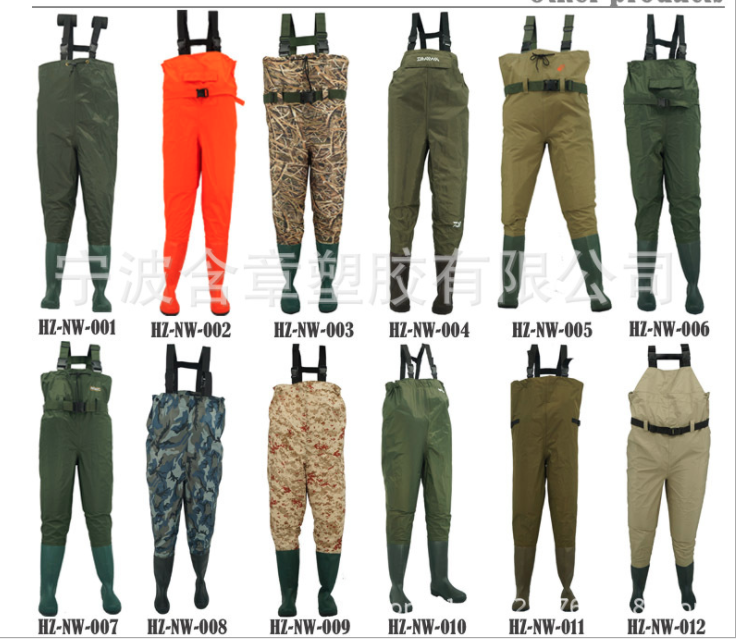 Other products
HZ-NW-001 HZ-NW-002 HZ-NW-003 HZ-NW-004 HZ-NW-005 HZ-NW-006
宁波含章塑胶有限公司
HZ-NW-007 HZ-NW-008 HZ-NW-009 HZ-NW-010 HZ-NW-011 HZ-NW-012